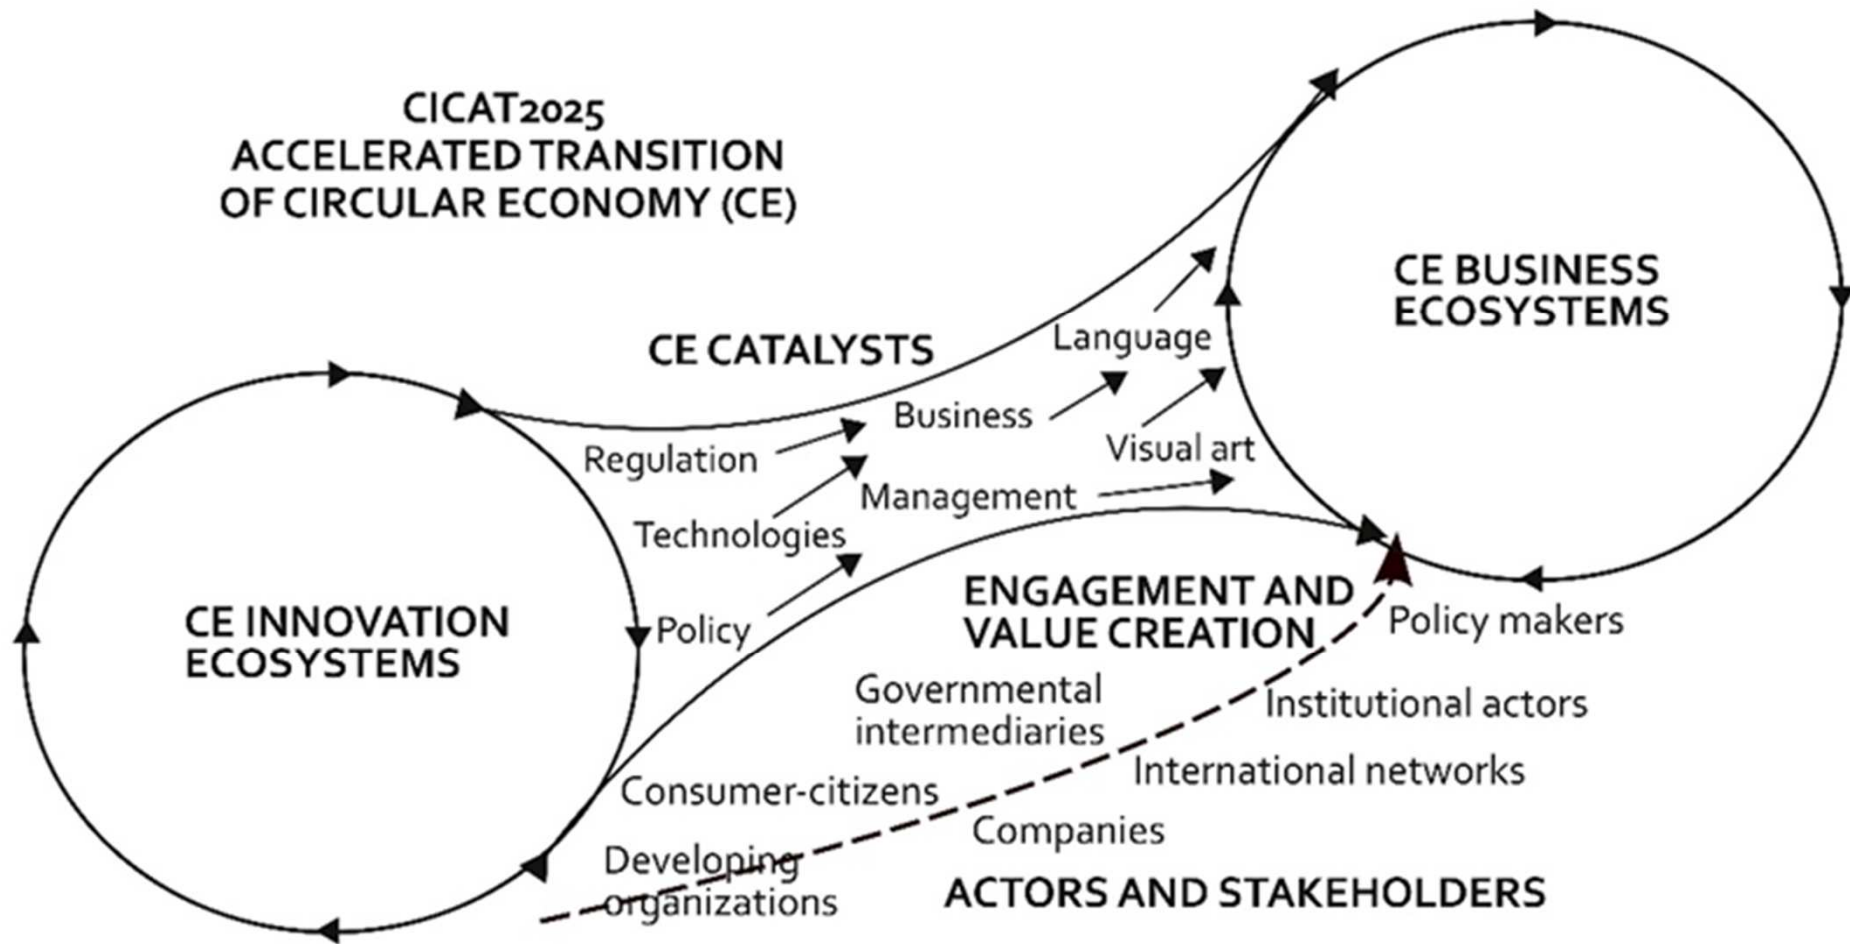 CICAT2025
ACCELERATED TRANSITION
OF CIRCULAR ECONOMY (CE)
CE BUSINESS
ECOSYSTEMS
CE CATALYSTS
Language
Business
Regulation
Visual art
Management
Technologies
Policy
CE INNOVATION
ECOSYSTEMS
ENGAGEMENT AND
VALUE CREATION
Policy makers
Governmental
intermediaries
Institutional actors
International networks
Consumer-citizens
Companies
Developing
organizations
ACTORS AND STAKEHOLDERS